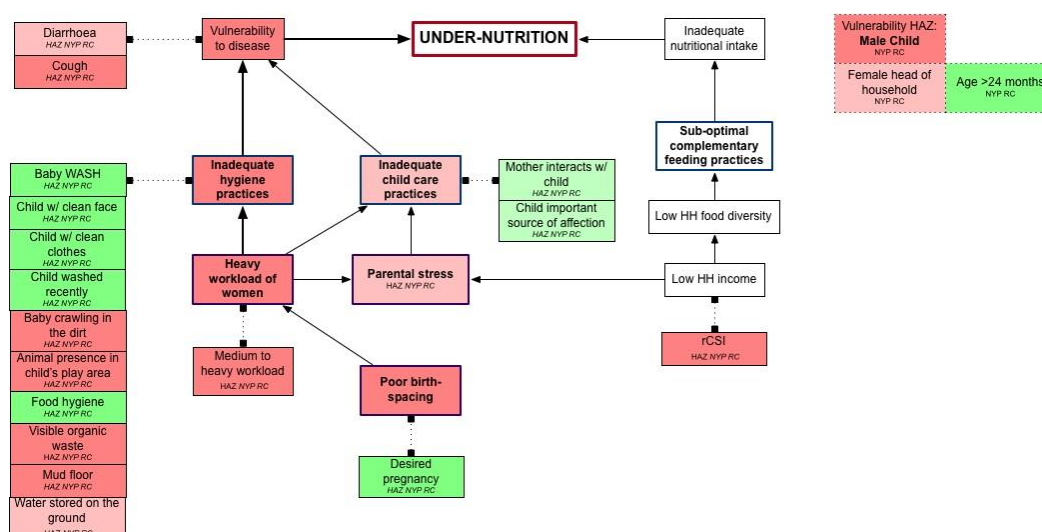 Diarrhoea
HAZ NYP RC
Cough
HAZ NYP RC
Vulnerability
to disease
UNDER-NUTRITION
Inadequate
nutritional intake
Vulnerability HAZ:
Male Child
NYP RC
Female head of
household
NYP RC
Age >24 months
NYP RC
Sub-optimal
complementary
feeding practices
Baby WASH
HAZ NYP RC
Child w/ clean face
HAZ NYP RC
Child w/ clean
clothes
HAZ NYP RC
Child washed
recently
HAZ NYP RC
Baby crawling in
the dirt
HAZ NYP RC
Animal presence in
child's play area
HAZ NYP RC
Food hygiene
HAZ NYP RC
Visible organic
waste
HAZ NYP RC
Mud floor
HAZ NYP RC
Water stored on the
ground
HAZ NYP RC
Inadequate
hygiene
practices
Inadequate
child care
practices
Mother interacts w/
child
HAZ NYP RC
Child important
source of affection
HAZ NYP RC
Low HH food diversity
Heavy
workload of
women
Parental stress
HAZ NYP RC
Low HH income
Medium to
heavy workload
HAZ NYP RC
rCSI
HAZ NYP RC
Poor birth-
spacing
Desired
pregnancy
HAZ NYP RC